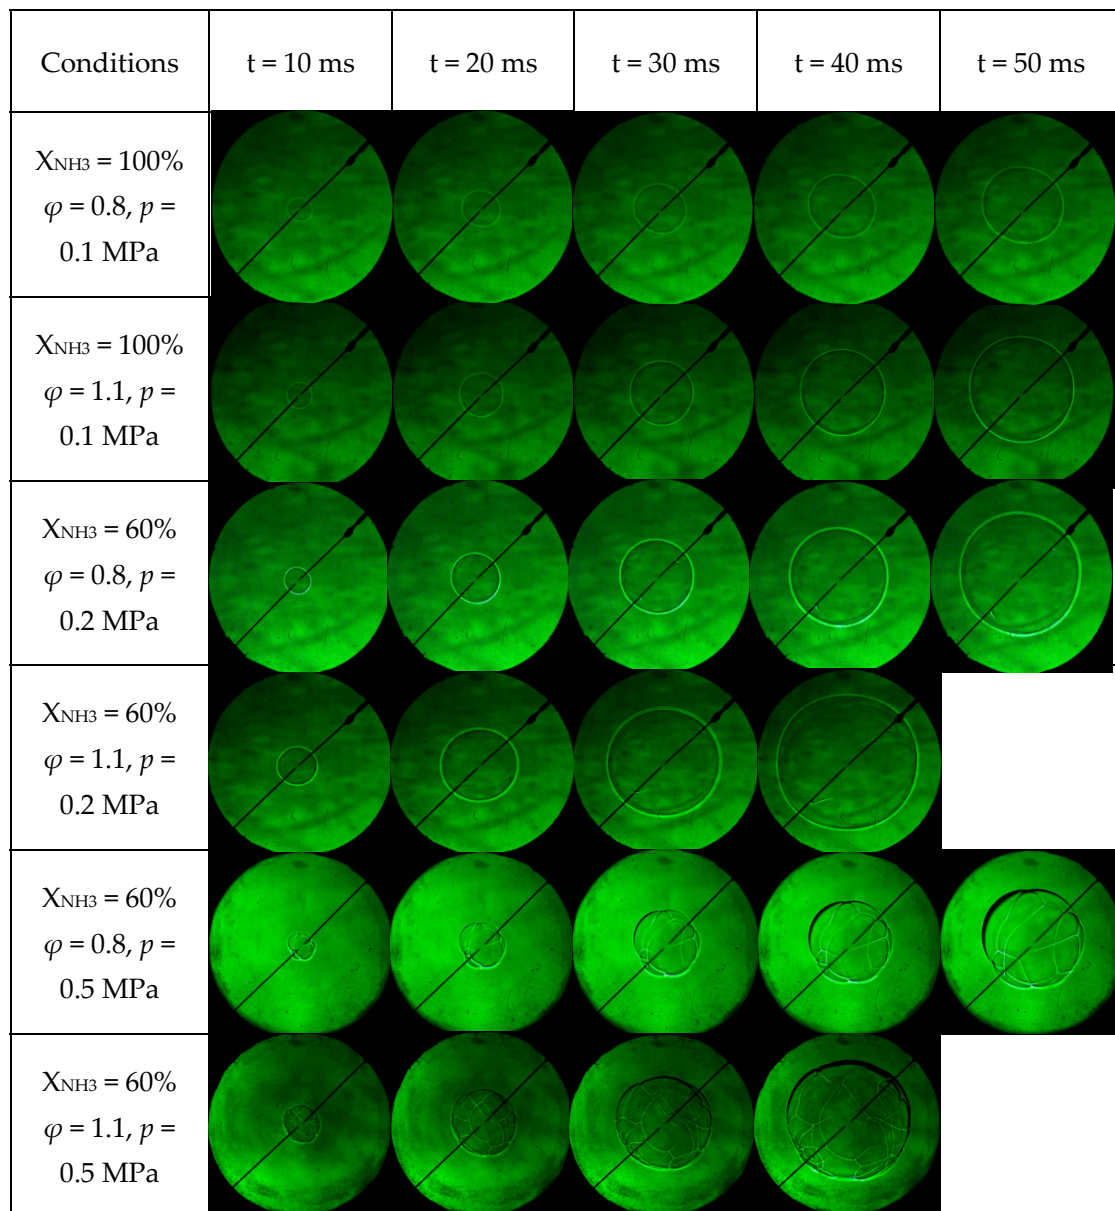 Conditions
t = 10 ms
t = 20 ms
t = 30 ms
t = 40 ms
t = 50 ms
XNH3 = 100%
φ = 0.8, p =
0.1 MPa
XNH3 = 100%
φ = 1.1, p =
0.1 MPa
XNH3 = 60%
φ = 0.8, p =
0.2 MPa
XNH3 = 60%
φ = 1.1, p =
0.2 MPa
XNH3 = 60%
φ = 0.8, p =
0.5 MPa
XNH3 = 60%
φ = 1.1, p =
0.5 MPa